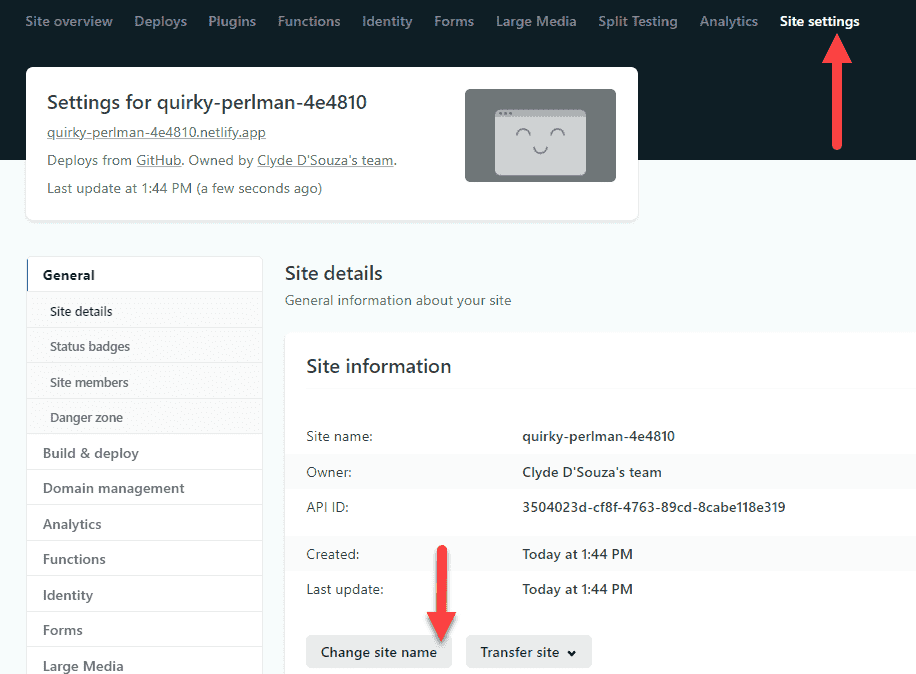 Site overview Deploys Plugins Functions Identity Forms Large Media Split Testing Analytics Site settings
Settings for quirky-perlman-4e4810
quirky-perlman-4e4810.netlify.app
Deploys from GitHub. Owned by Clyde D'Souza's team.
Last update at 1:44 PM (a few seconds ago)
General
Site details
Status badges
Site members
Danger zone
Build & deploy
Domain management
Analytics
Functions
Identity
Forms
Large Media
Site details
General information about your site
Site information
Site name: quirky-perlman-4e4810
Owner: Clyde D'Souza's team
API ID: 3504023d-cf8f-4763-89cd-8cabe118e319
Created: Today at 1:44 PM
Last update: Today at 1:44 PM
Change site name Transfer site